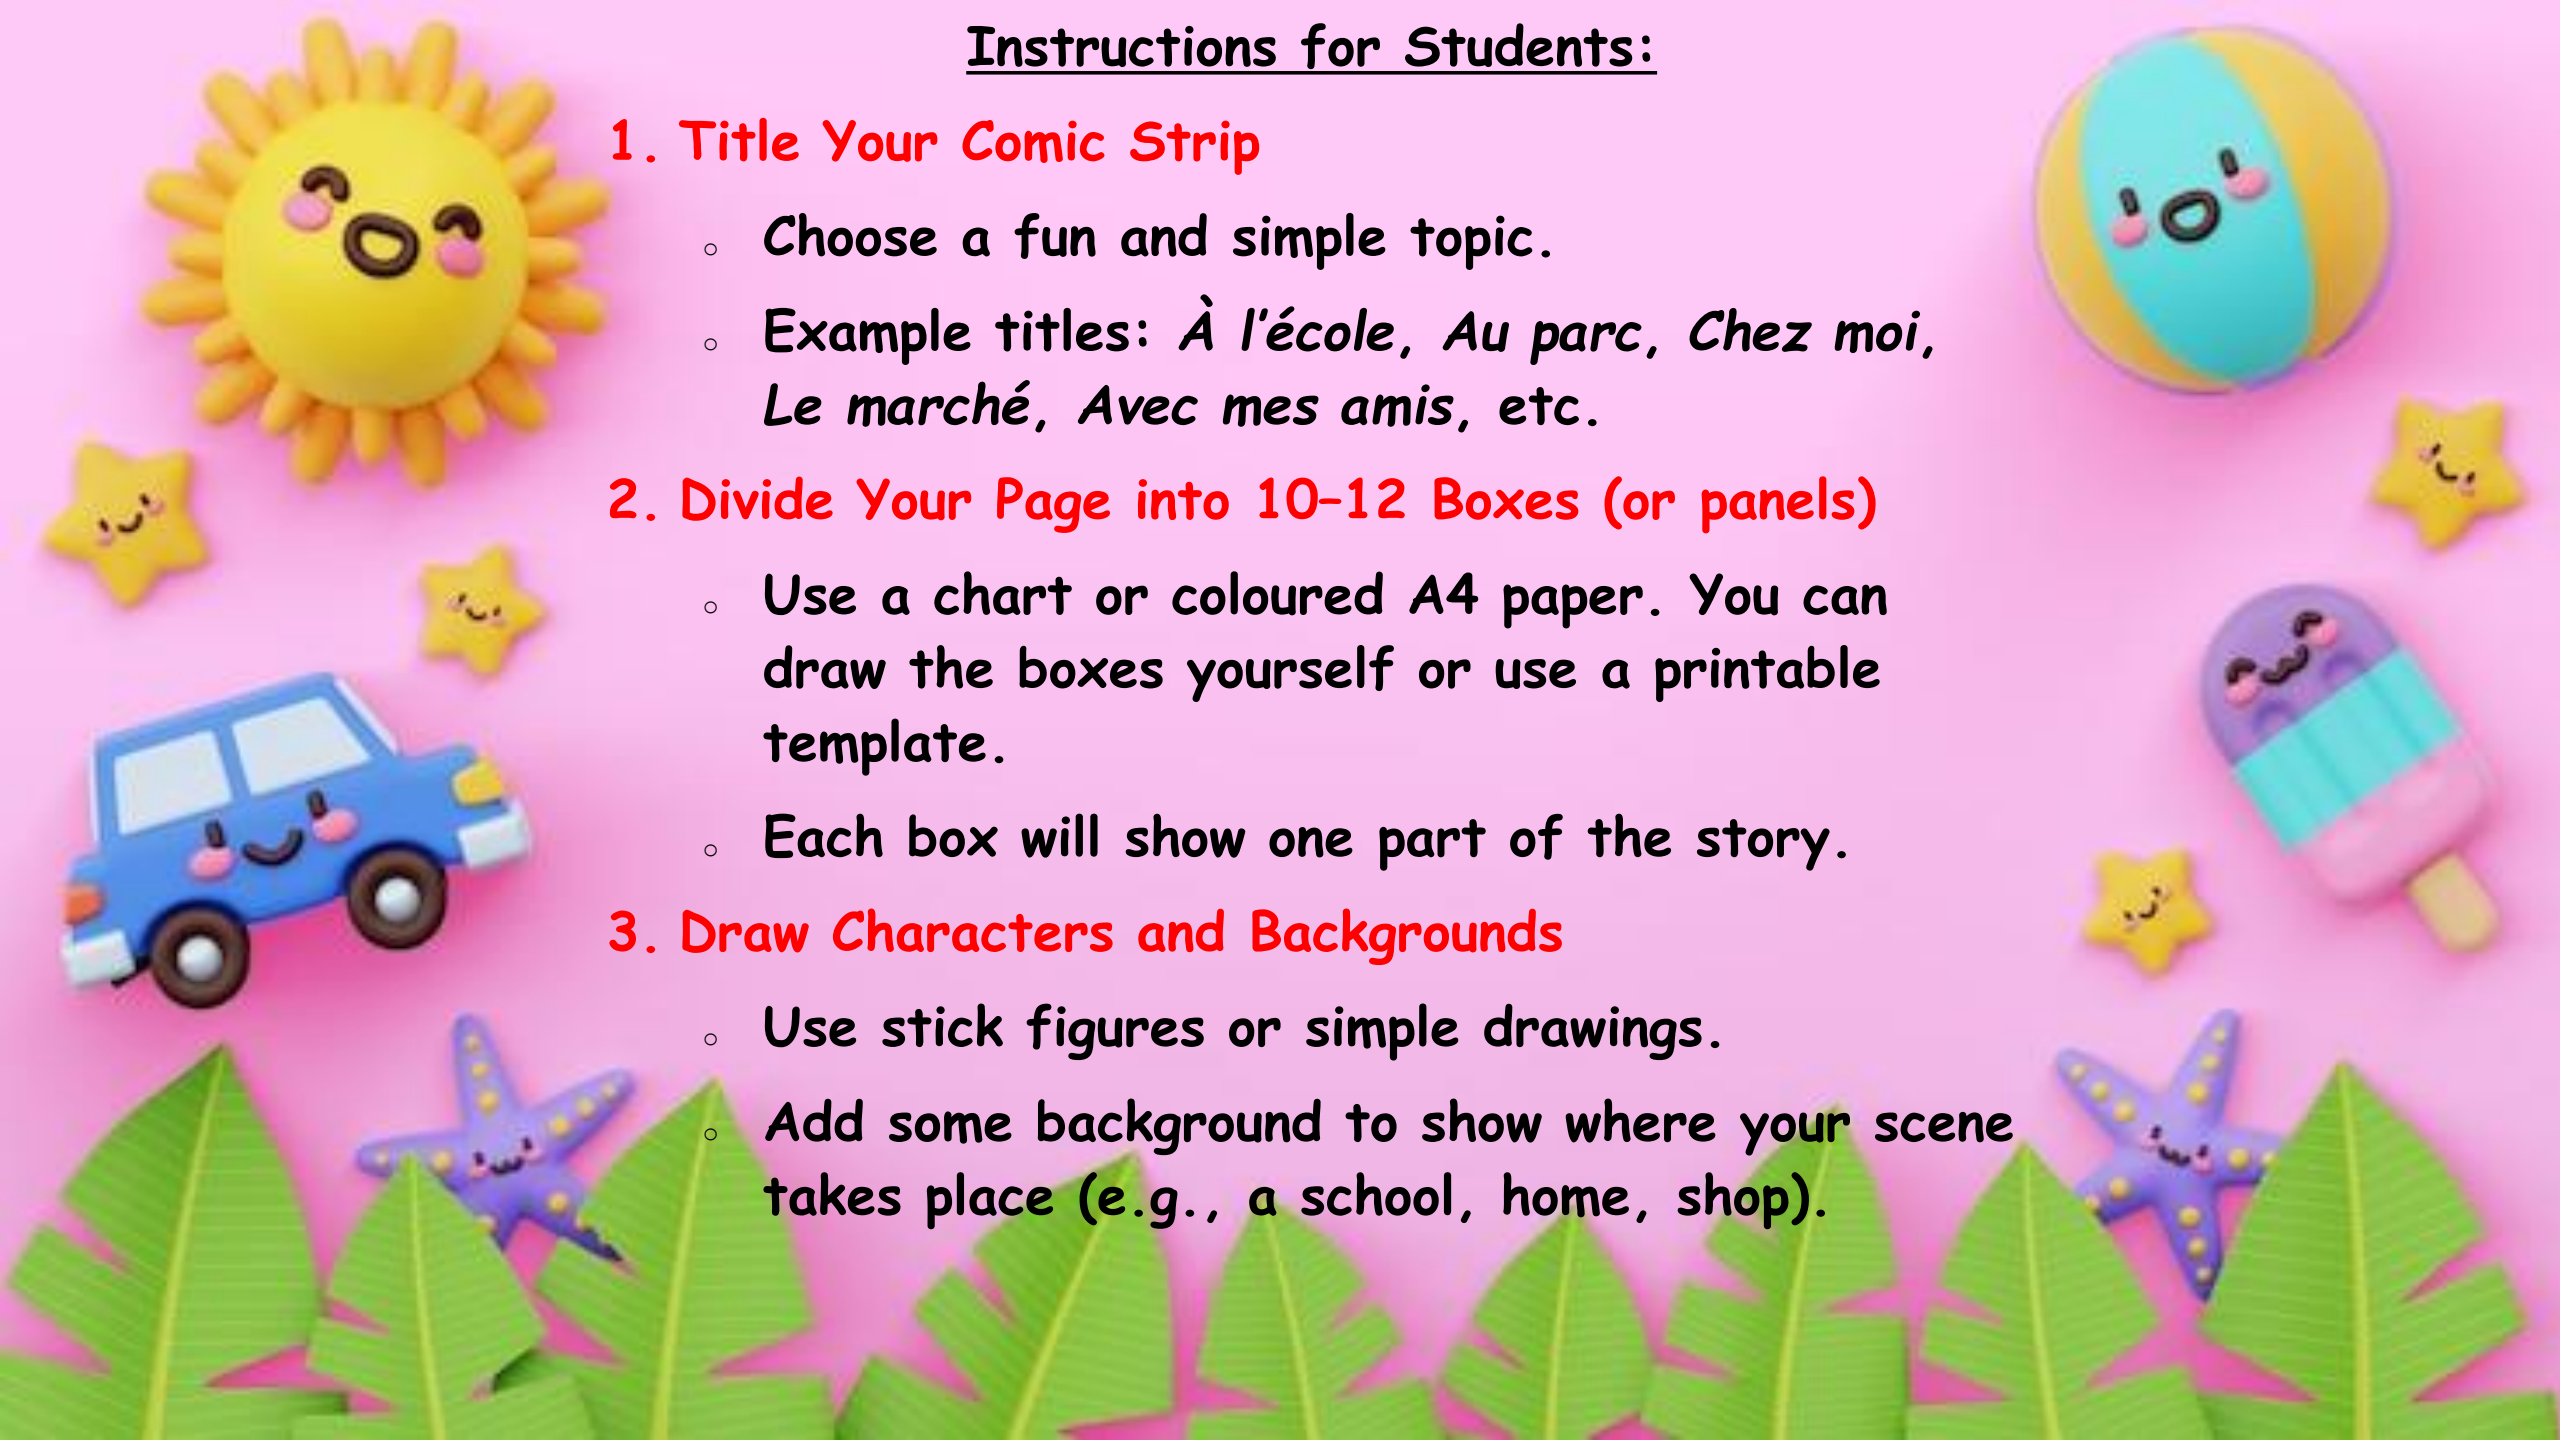 Instructions for Students:
1. Title Your Comic Strip
○ Choose a fun and simple topic.
○ Example titles: À l’école, Au parc, Chez moi,
Le marché, Avec mes amis, etc.
2. Divide Your Page into 10–12 Boxes (or panels)
○ Use a chart or coloured A4 paper. You can
draw the boxes yourself or use a printable
template.
○ Each box will show one part of the story.
3. Draw Characters and Backgrounds
○ Use stick figures or simple drawings.
○ Add some background to show where your scene
takes place (e.g., a school, home, shop).